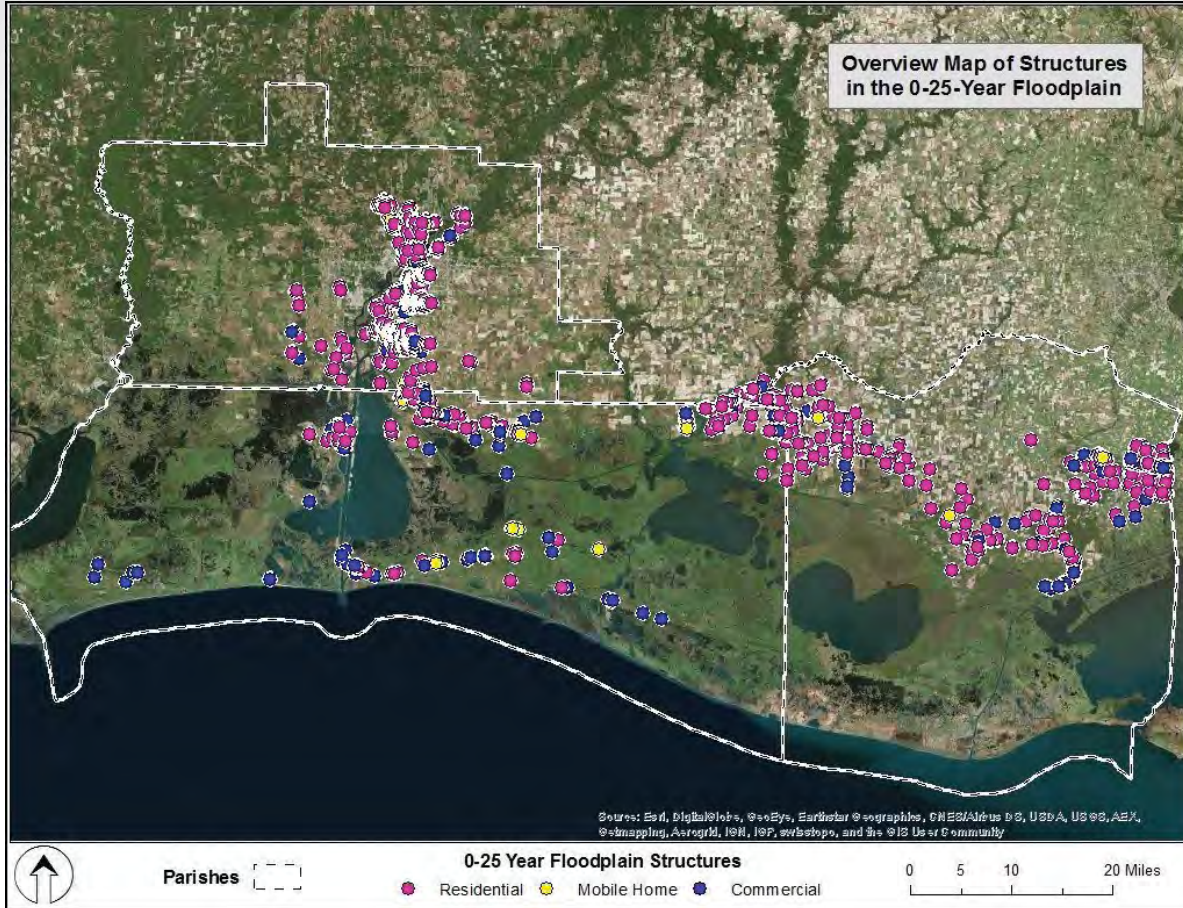 Overview Map of Structures
in the 0-25-Year Floodplain
Source: Esri, DigitalGlobe, GeoEye, Earthstar Geographics, CNES/Airbus DS, USDA, USGS, AEX,
Getmapping, Aerogrid, IGN, IGP, swisstopo, and the GIS User Community
0-25 Year Floodplain Structures
Parishes
Residential Mobile Home Commercial
0 5 10 20 Miles